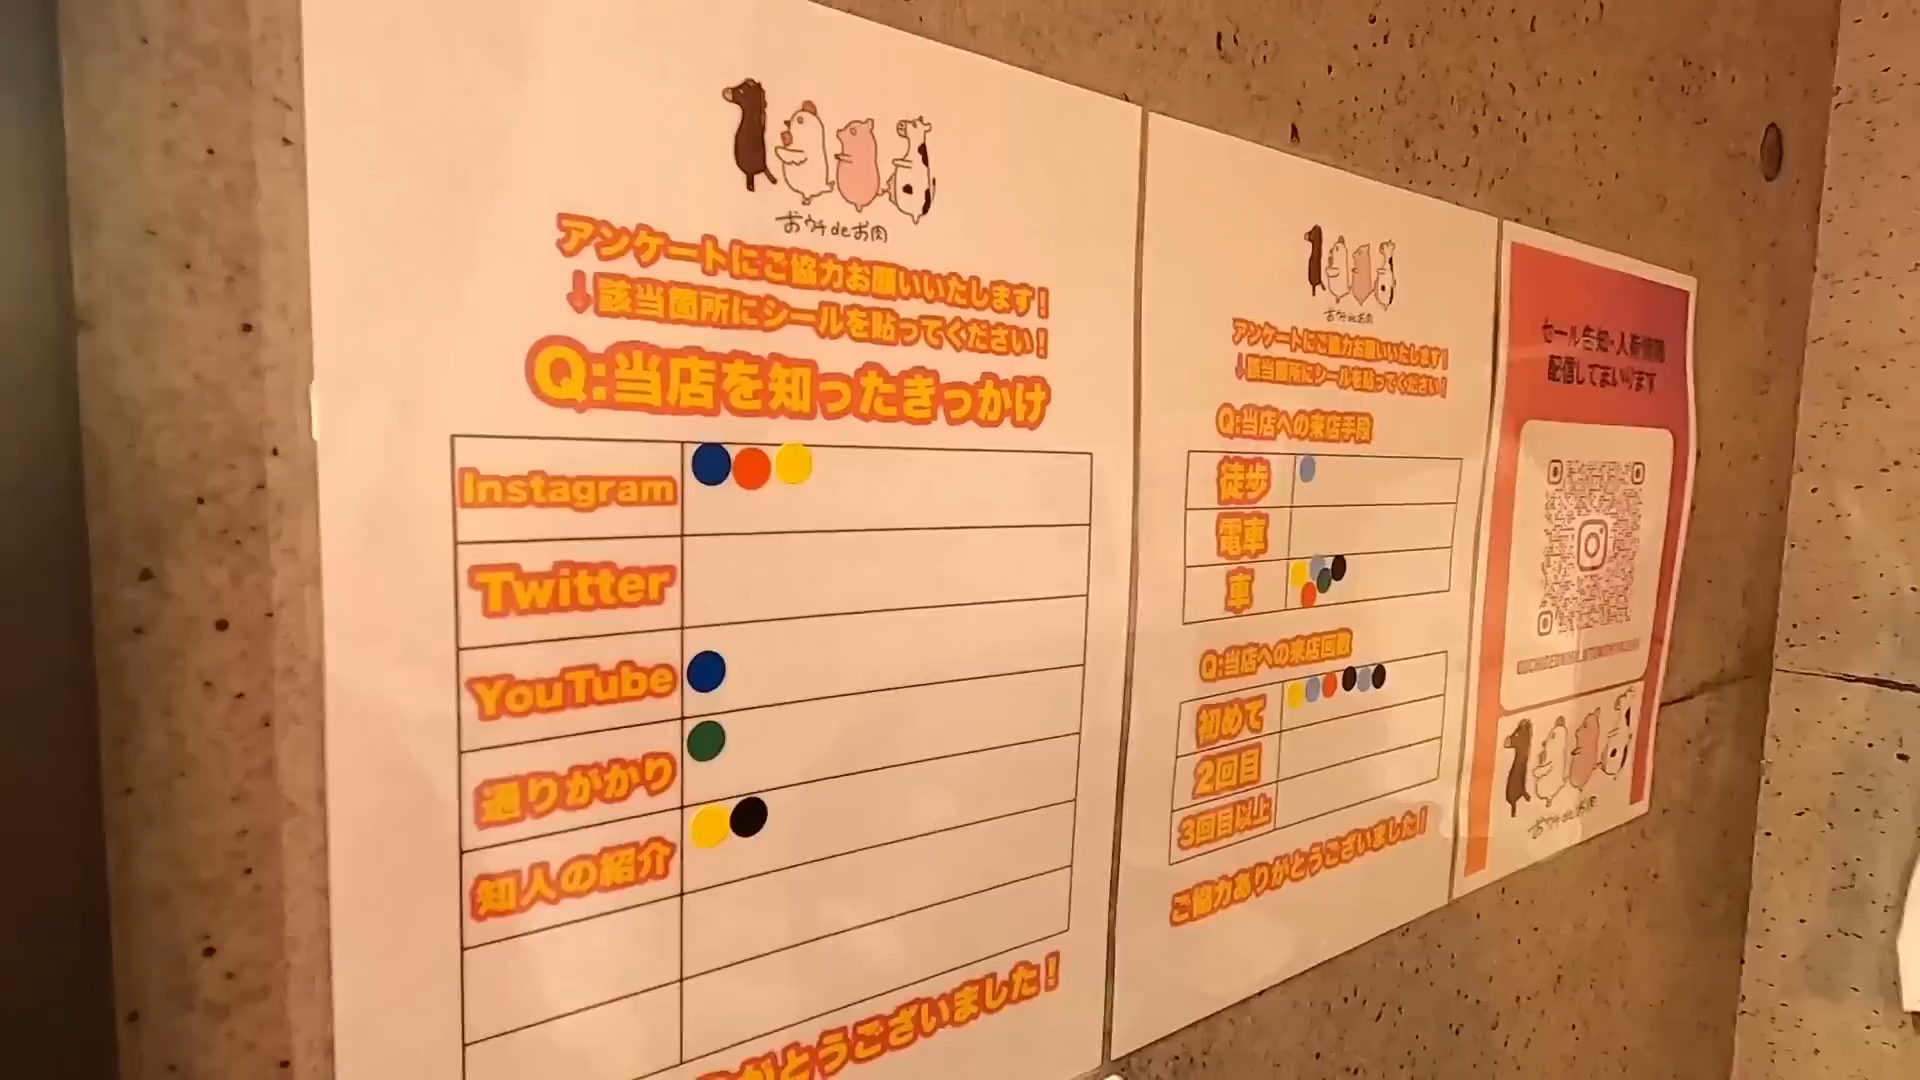 おウチdeお肉
アンケートにご協力お願いいたします！
↓該当箇所にシールを貼ってください！
Q:当店を知ったきっかけ
Instagram
Twitter
YouTube
通りがかり
知人の紹介
がとうございました！
おウチdeお肉
アンケートにご協力お願いいたします！
↓該当箇所にシールを貼ってください！
Q:当店への来店手段
徒歩
電車
車
Q:当店への来店回数
初めて
2回目
3回目以上
ご協力ありがとうございました！
セール告知・入荷情報
配信してまいります
おウチdeお肉